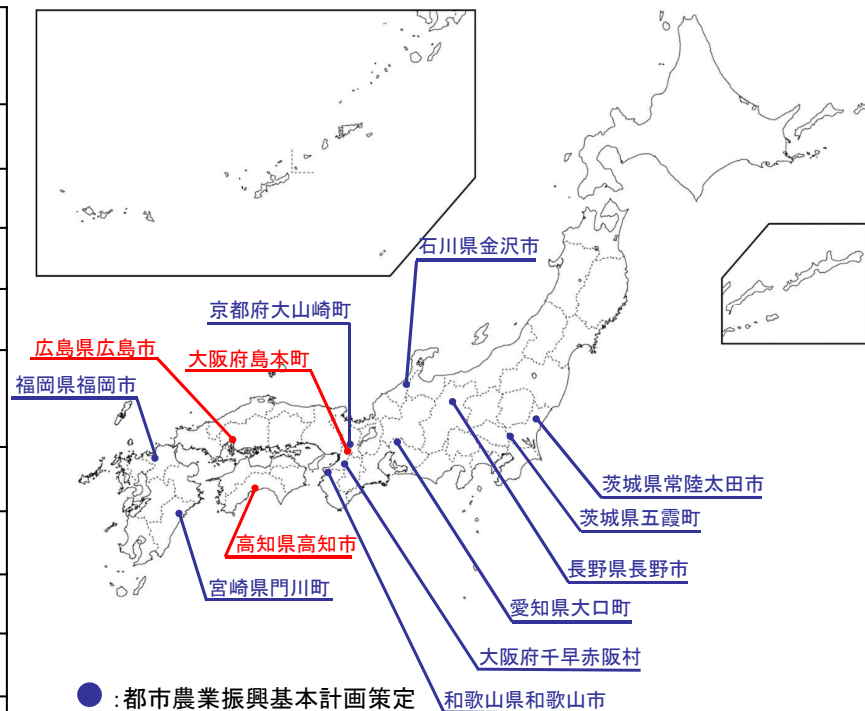 石川県金沢市
京都府大山崎町
広島県広島市
大阪府島本町
福岡県福岡市
茨城県常陸太田市
茨城県五霞町
高知県高知市
長野県長野市
宮崎県門川町
愛知県大口町
大阪府千早赤阪村
：都市農業振興基本計画策定
和歌山県和歌山市